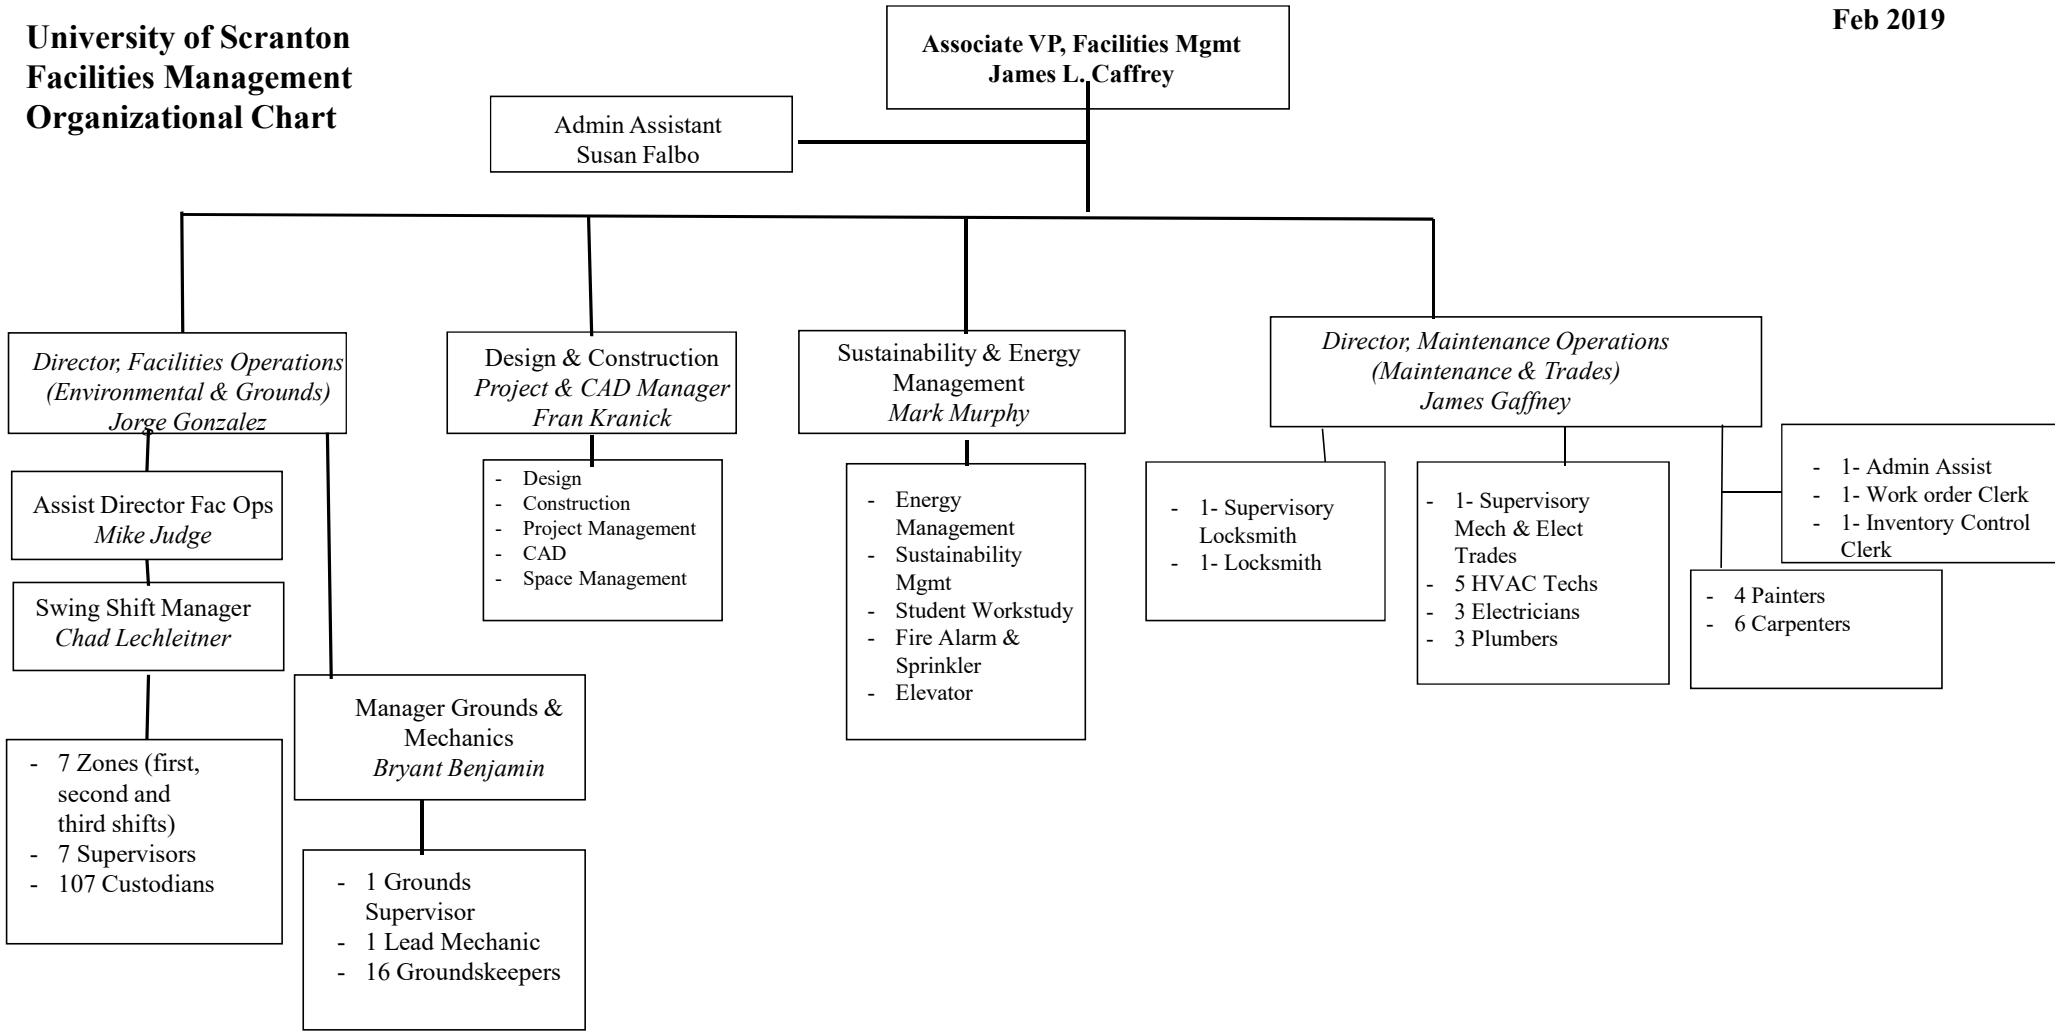 University of Scranton
Facilities Management
Organizational Chart
Feb 2019
Associate VP, Facilities Mgmt
James L. Caffrey
Admin Assistant
Susan Falbo
Director, Facilities Operations
(Environmental & Grounds)
Jorge Gonzalez
Design & Construction
Project & CAD Manager
Fran Kranick
Sustainability & Energy
Management
Mark Murphy
Director, Maintenance Operations
(Maintenance & Trades)
James Gaffney
Assist Director Fac Ops
Mike Judge
Swing Shift Manager
Chad Lechleitner
- 7 Zones (first,
second and
third shifts)
- 7 Supervisors
- 107 Custodians
Manager Grounds &
Mechanics
Bryant Benjamin
- 1 Grounds
Supervisor
- 1 Lead Mechanic
- 16 Groundskeepers
- Design
- Construction
- Project Management
- CAD
- Space Management
- Energy
Management
- Sustainability
Mgmt
- Student Workstudy
- Fire Alarm &
Sprinkler
- Elevator
- 1- Supervisory
Locksmith
- 1- Locksmith
- 1- Supervisory
Mech & Elect
Trades
- 5 HVAC Techs
- 3 Electricians
- 3 Plumbers
- 1- Admin Assist
- 1- Work order Clerk
- 1- Inventory Control
Clerk
- 4 Painters
- 6 Carpenters